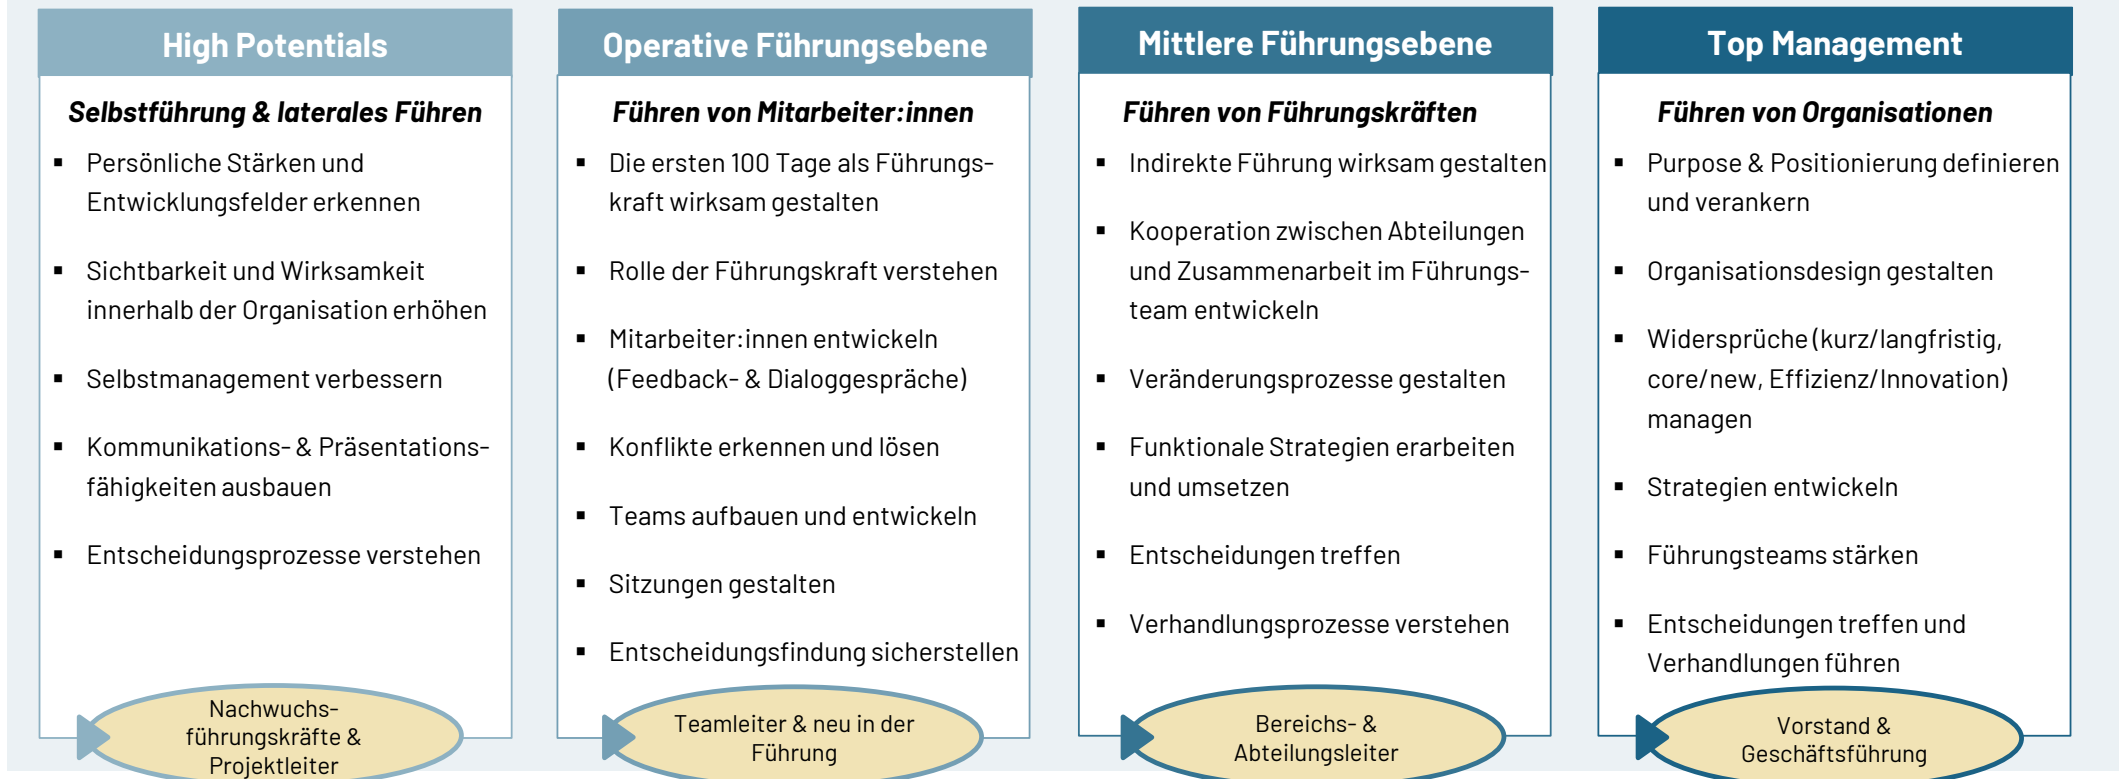 High Potentials
Selbstführung & laterales Führen
▪ Persönliche Stärken und
Entwicklungsfelder erkennen
▪ Sichtbarkeit und Wirksamkeit
innerhalb der Organisation erhöhen
▪ Selbstmanagement verbessern
▪ Kommunikations- & Präsentations-
fähigkeiten ausbauen
▪ Entscheidungsprozesse verstehen
Nachwuchs-
führungskräfte &
Projektleiter
Operative Führungsebene
Führen von Mitarbeiter:innen
▪ Die ersten 100 Tage als Führungs-
kraft wirksam gestalten
▪ Rolle der Führungskraft verstehen
▪ Mitarbeiter:innen entwickeln
(Feedback- & Dialoggespräche)
▪ Konflikte erkennen und lösen
▪ Teams aufbauen und entwickeln
▪ Sitzungen gestalten
▪ Entscheidungsfindung sicherstellen
Teamleiter & neu in der
Führung
Mittlere Führungsebene
Führen von Führungskräften
▪ Indirekte Führung wirksam gestalten
▪ Kooperation zwischen Abteilungen
und Zusammenarbeit im Führungs-
team entwickeln
▪ Veränderungsprozesse gestalten
▪ Funktionale Strategien erarbeiten
und umsetzen
▪ Entscheidungen treffen
▪ Verhandlungsprozesse verstehen
Bereichs- &
Abteilungsleiter
Top Management
Führen von Organisationen
▪ Purpose & Positionierung definieren
und verankern
▪ Organisationsdesign gestalten
▪ Widersprüche (kurz/langfristig,
core/new, Effizienz/Innovation)
managen
▪ Strategien entwickeln
▪ Führungsteams stärken
▪ Entscheidungen treffen und
Verhandlungen führen
Vorstand &
Geschäftsführung